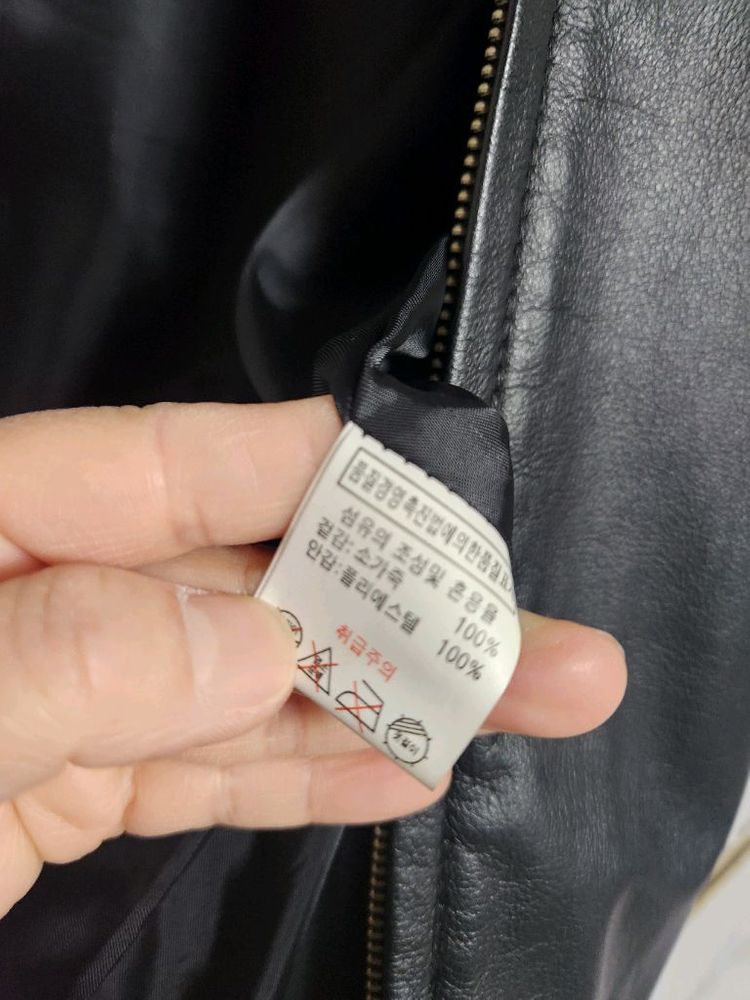 품질경영촉진법에의한품질표
섬유의 조성및 혼용율
겉감: 소가죽 100%
안감: 폴리에스텔 100%
취급주의